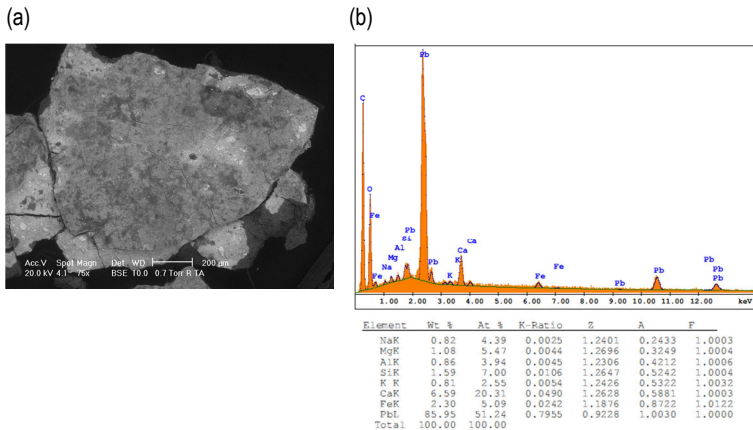 (a)
(b)
Acc.V Spot Magn Det WD 200 µm
20.0 kV 4.1 75x BSE 10.0 0.7 Torr R TA
Pb
C
O
Fe
Pb
Si
Al
Mg
Na
Fe
Pb
K
K
Ca
Ca
Fe
Fe
Pb
Pb
Pb
Pb
Pb
1.00 2.00 3.00 4.00 5.00 6.00 7.00 8.00 9.00 10.00 11.00 12.00 keV
Element Wt % At % K-Ratio Z A F
NaK 0.82 4.39 0.0025 1.2401 0.2433 1.0003
MgK 1.08 5.47 0.0044 1.2696 0.3249 1.0004
AlK 0.86 3.94 0.0045 1.2306 0.4212 1.0006
SiK 1.59 7.00 0.0106 1.2647 0.5242 1.0004
K K 0.81 2.55 0.0054 1.2426 0.5322 1.0032
CaK 6.59 20.31 0.0490 1.2628 0.5881 1.0003
FeK 2.30 5.09 0.0242 1.1876 0.8722 1.0122
PbL 85.95 51.24 0.7955 0.9228 1.0030 1.0000
Total 100.00 100.00